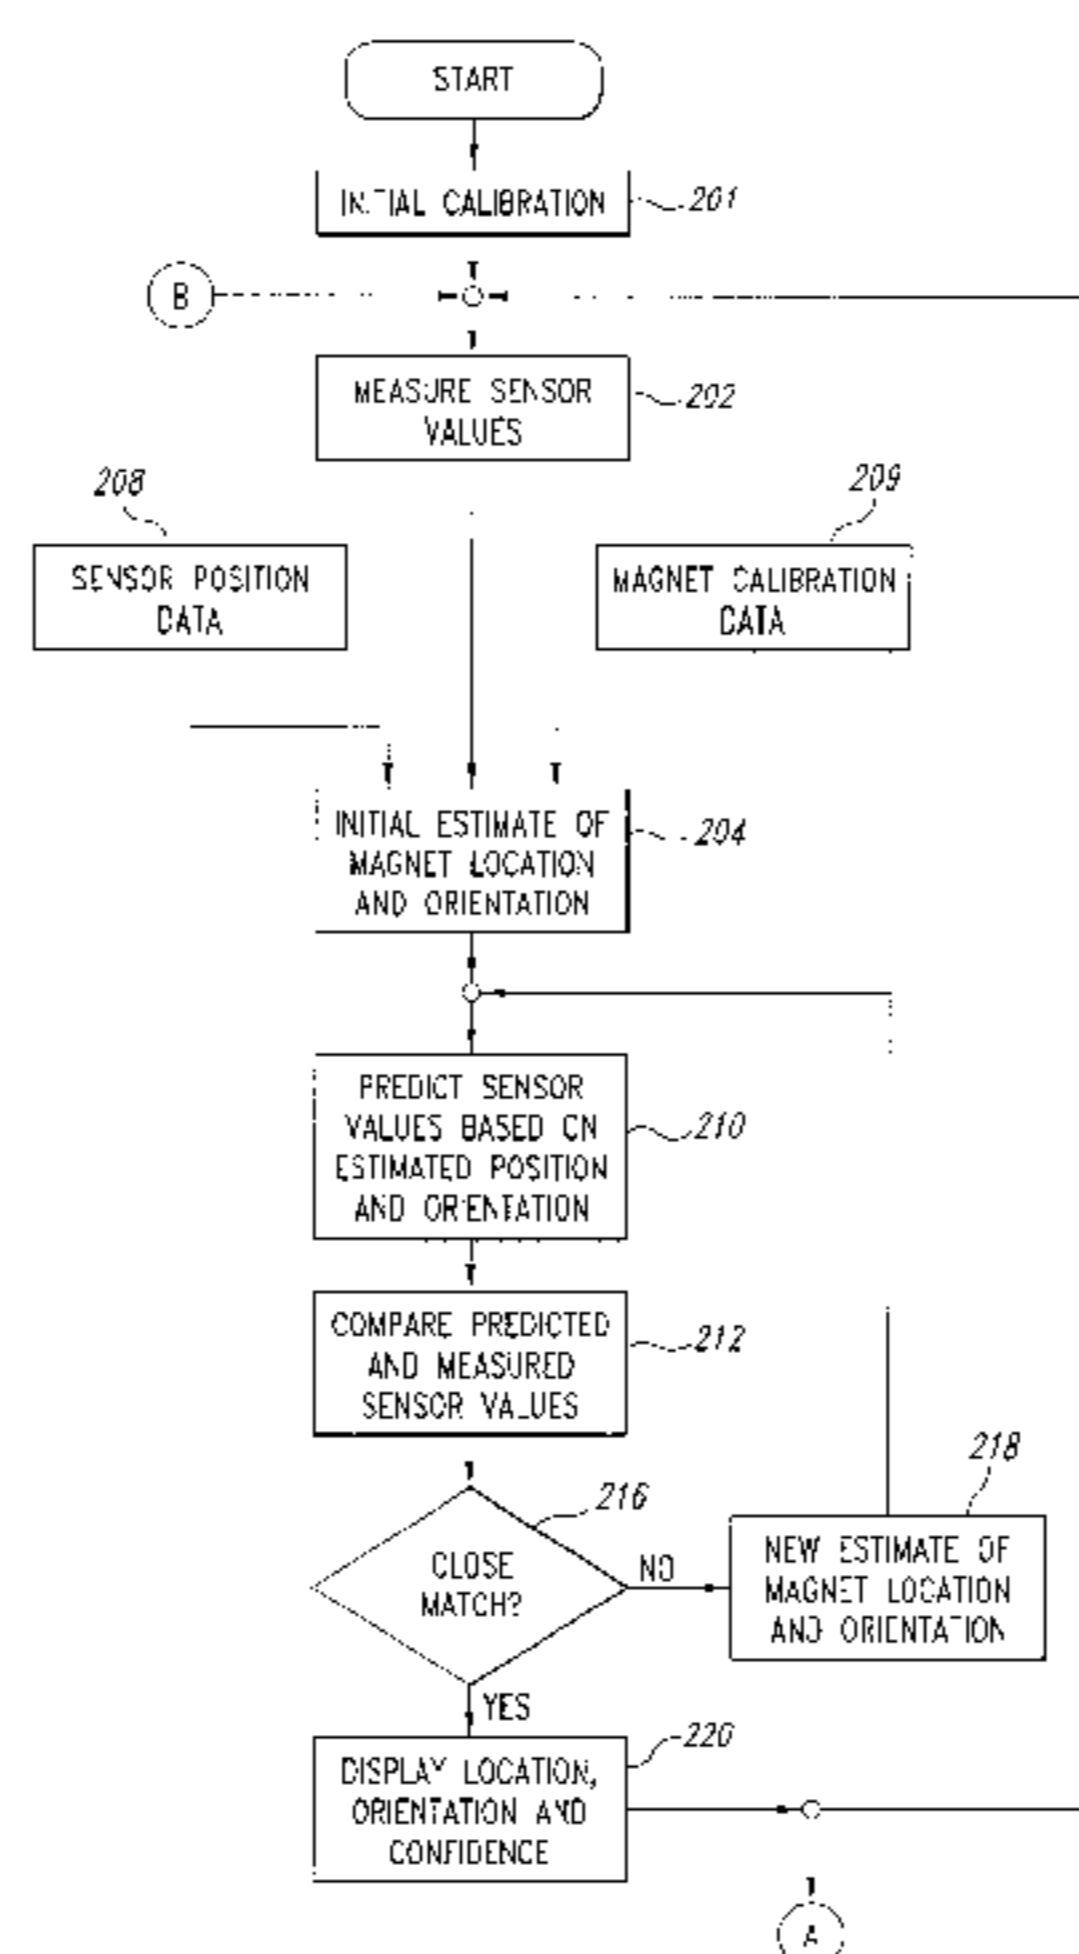 START
INITIAL CALIBRATION
201
B
MEASURE SENSOR
VALUES
202
208
209
SENSOR POSITION
DATA
MAGNET CALIBRATION
DATA
INITIAL ESTIMATE OF
MAGNET LOCATION
AND ORIENTATION
204
PREDICT SENSOR
VALUES BASED ON
ESTIMATED POSITION
AND ORIENTATION
210
COMPARE PREDICTED
AND MEASURED
SENSOR VALUES
212
216
218
CLOSE
MATCH?
NO
NEW ESTIMATE OF
MAGNET LOCATION
AND ORIENTATION
YES
220
DISPLAY LOCATION,
ORIENTATION AND
CONFIDENCE
A